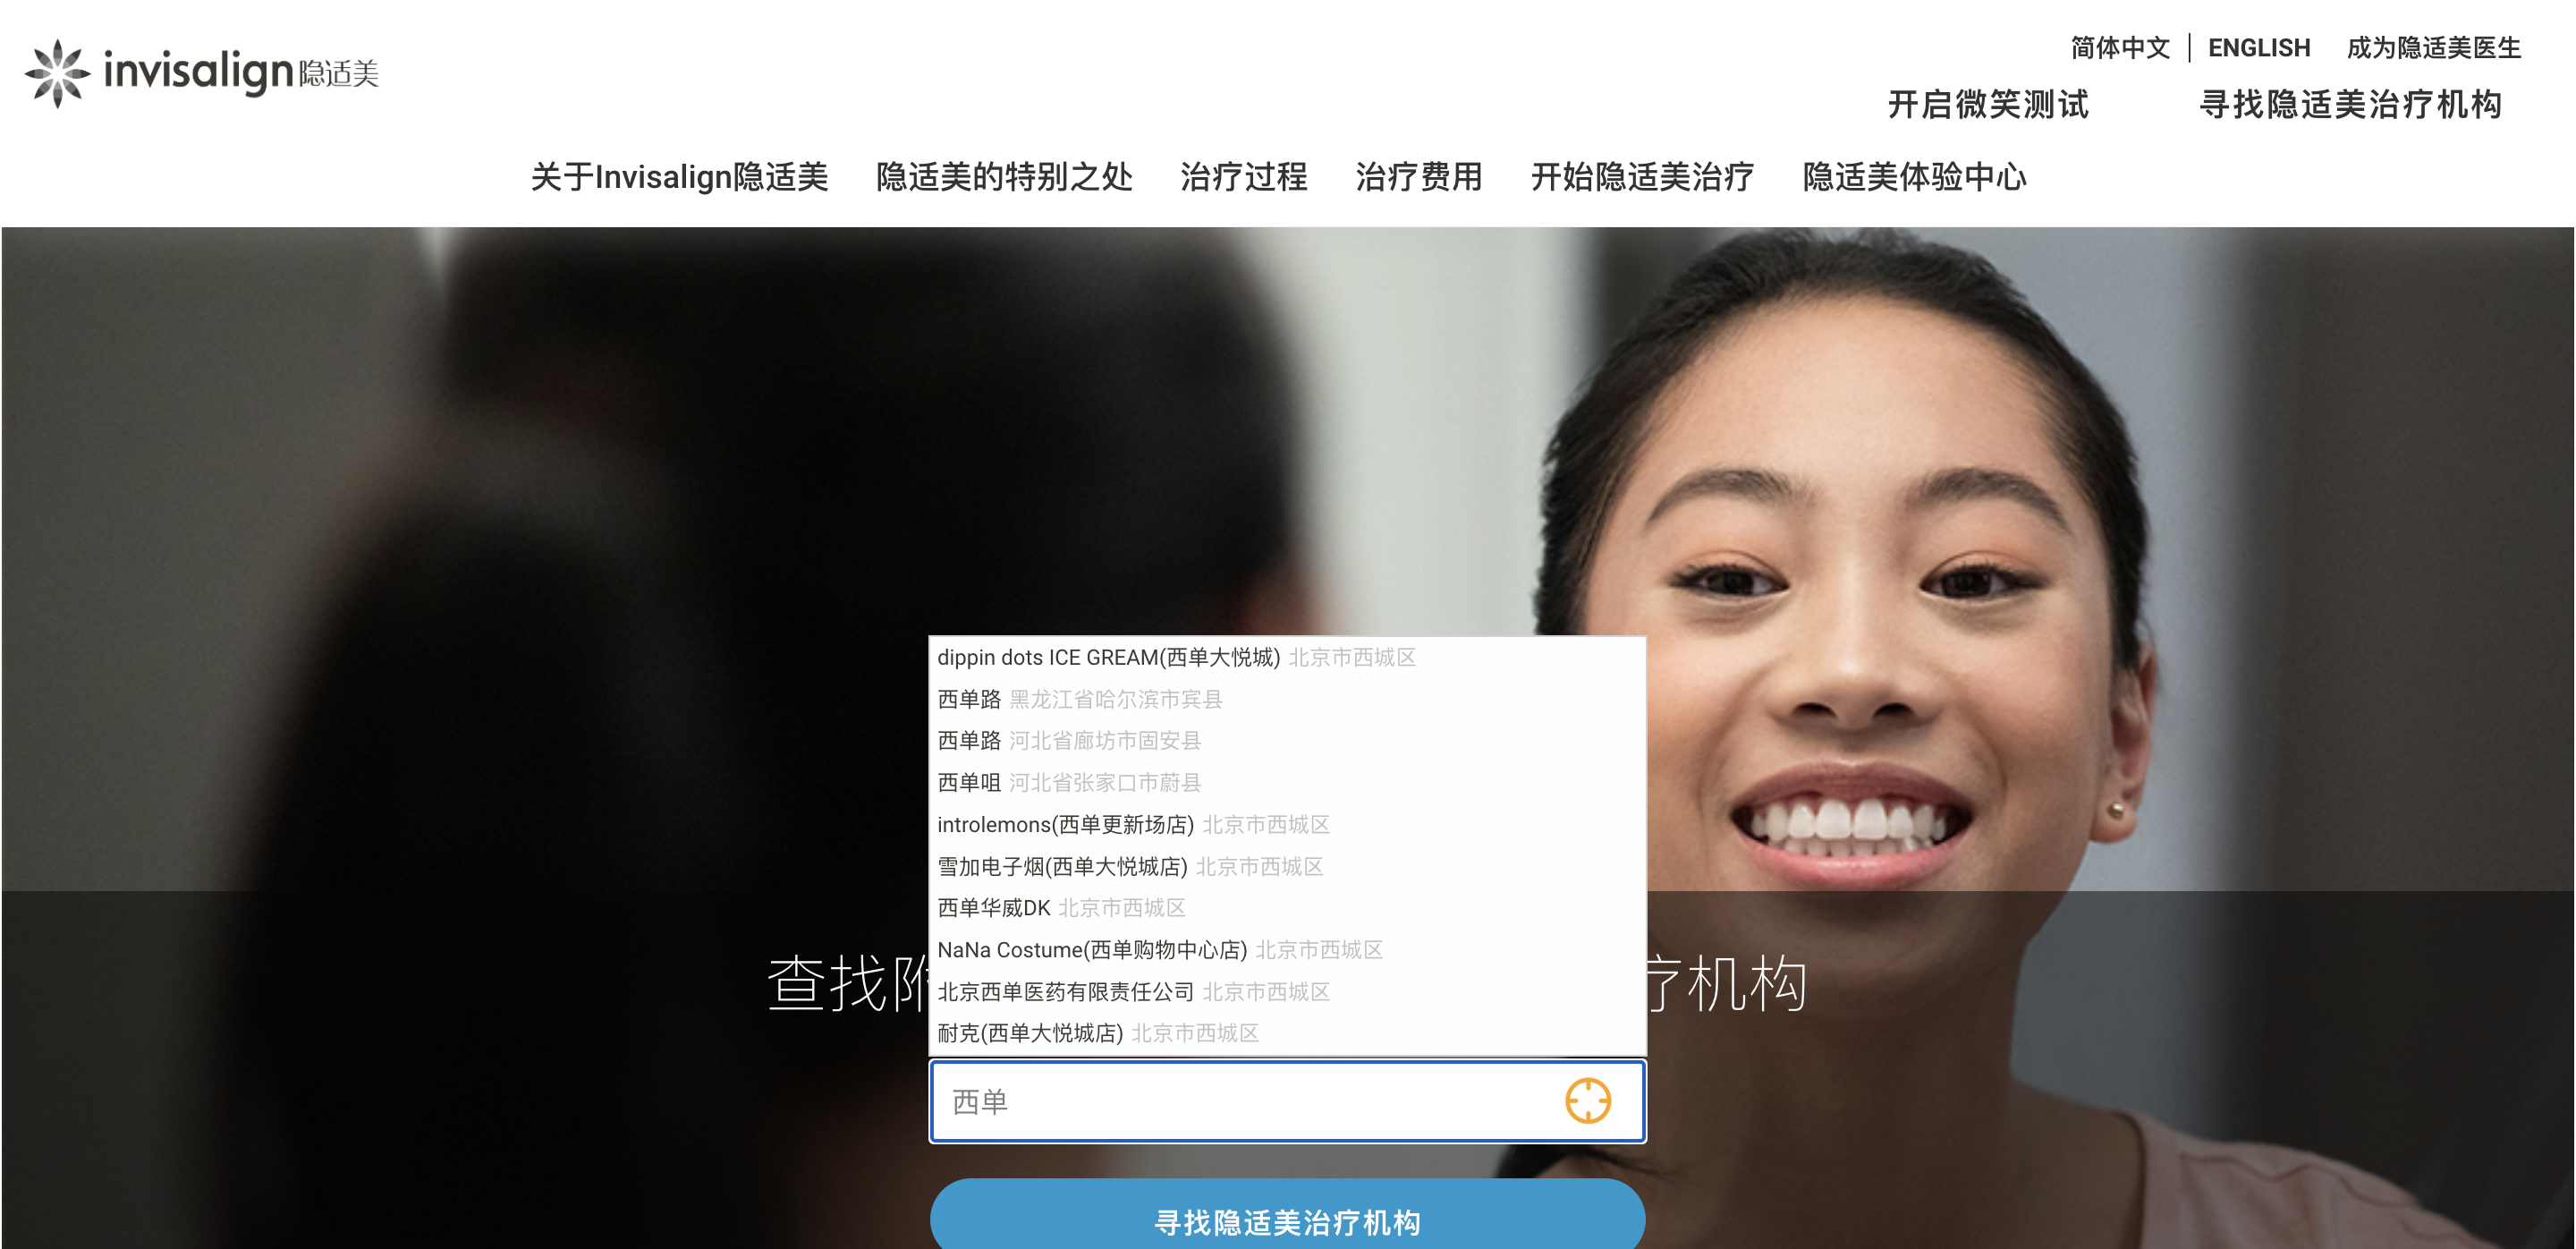 invisalign隐适美
简体中文 | ENGLISH 成为隐适美医生
开启微笑测试 寻找隐适美治疗机构
关于Invisalign隐适美 隐适美的特别之处 治疗过程 治疗费用 开始隐适美治疗 隐适美体验中心
dippin dots ICE GREAM(西单大悦城) 北京市西城区
西单路 黑龙江省哈尔滨市宾县
西单路 河北省廊坊市固安县
西单咀 河北省张家口市蔚县
introlemons(西单更新场店) 北京市西城区
雪加电子烟(西单大悦城店) 北京市西城区
西单华威DK 北京市西城区
NaNa Costume(西单购物中心店) 北京市西城区
查找 机构
北京西单医药有限责任公司 北京市西城区
耐克(西单大悦城店) 北京市西城区
西单
寻找隐适美治疗机构